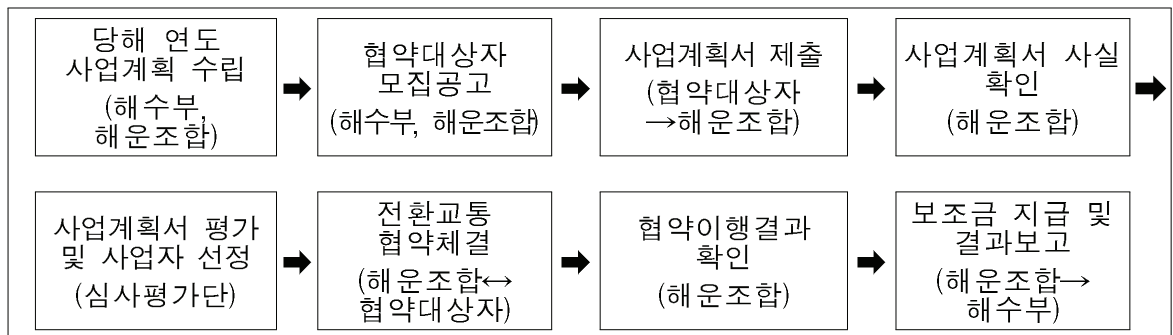 당해 연도
사업계획 수립
(해수부,
해운조합)
협약대상자
모집공고
(해수부, 해운조합)
사업계획서 제출
(협약대상자
→해운조합)
사업계획서 사실
확인
(해운조합)
사업계획서 평가
및 사업자 선정
(심사평가단)
전환교통
협약체결
(해운조합↔
협약대상자)
협약이행결과
확인
(해운조합)
보조금 지급 및
결과보고
(해운조합→
해수부)